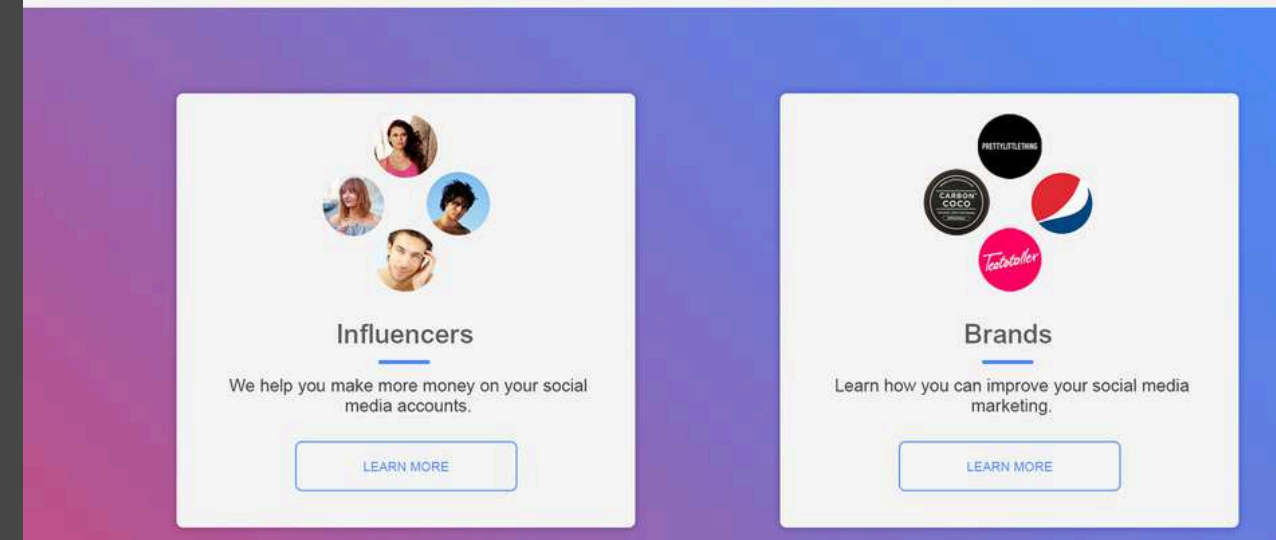 Influencers
We help you make more money on your social
media accounts.
LEARN MORE
PRETTYLITTLETHING
CARBON
COCO
Teatotaller
Brands
Learn how you can improve your social media
marketing.
LEARN MORE